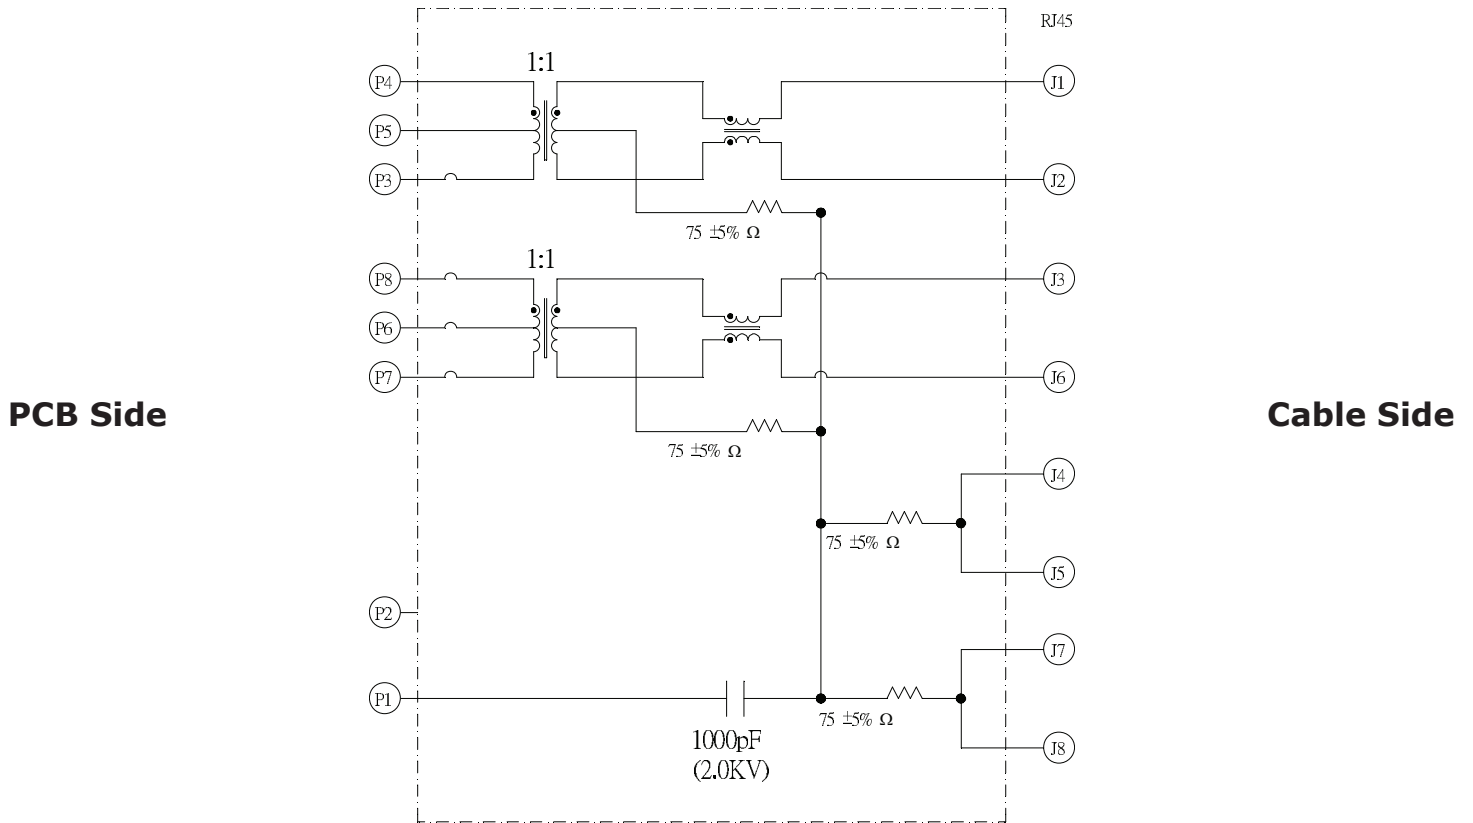 RJ45
1:1
P4
J1
P5
P3
J2
75 ±5% Ω
1:1
P8
J3
P6
P7
J6
PCB Side
Cable Side
75 ±5% Ω
J4
75 ±5% Ω
J5
P2
J7
P1
75 ±5% Ω
1000pF
J8
(2.0KV)